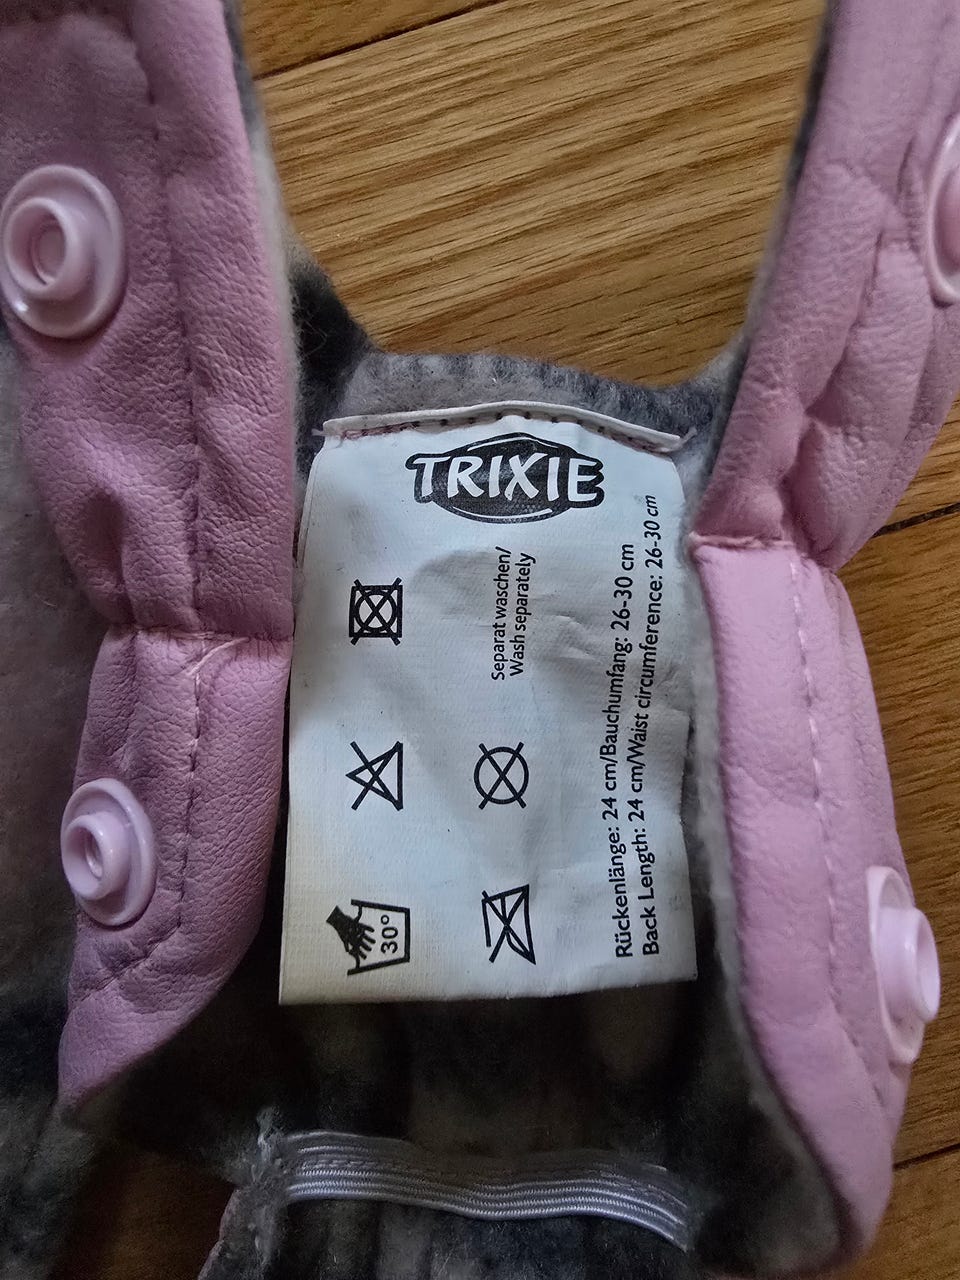 TRIXIE
Separat waschen/
Wash separately
30°
Rückenlänge: 24 cm/Bauchumfang: 26-30 cm
Back Length: 24 cm/Waist circumference: 26-30 cm